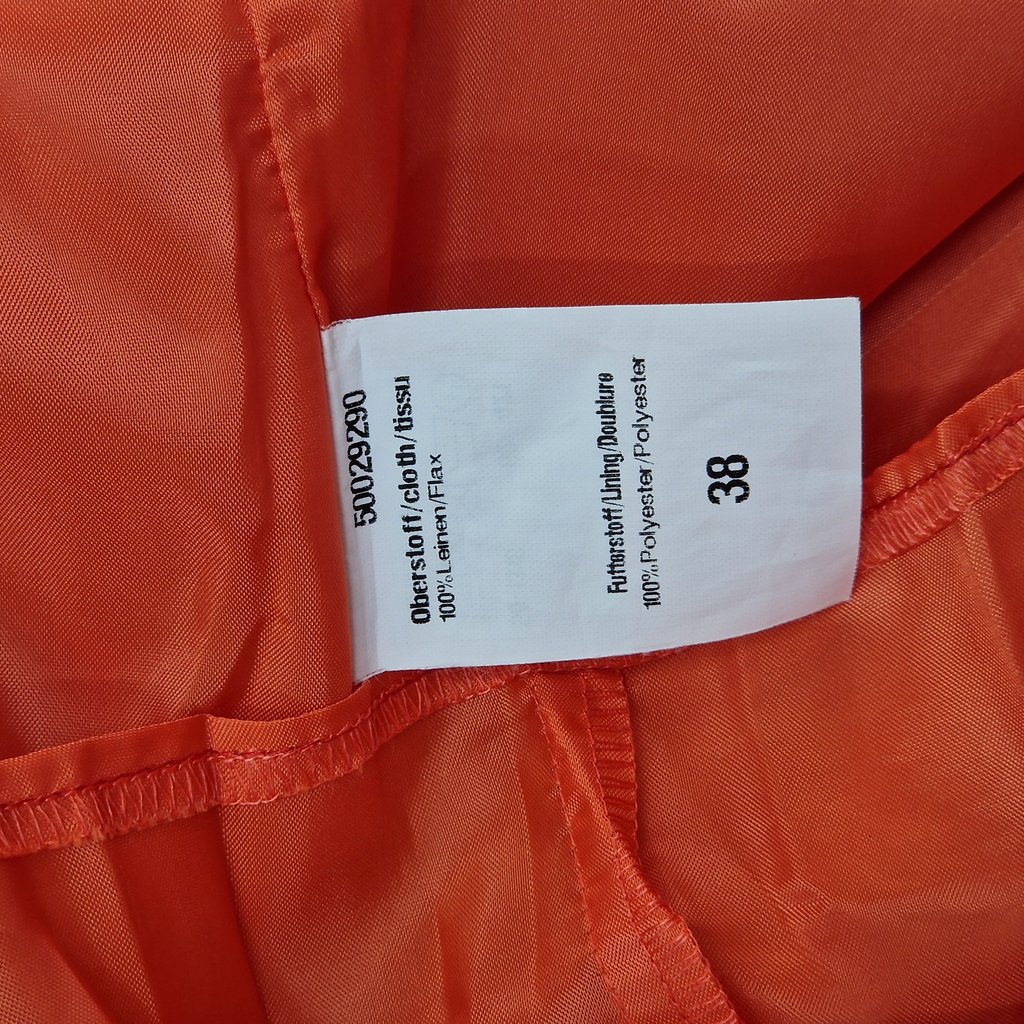 50029290
Oberstoff/cloth/tissu
100%Leinen/Flax
Futterstoff/Lining/Doublure
100%Polyester/Polyester
38